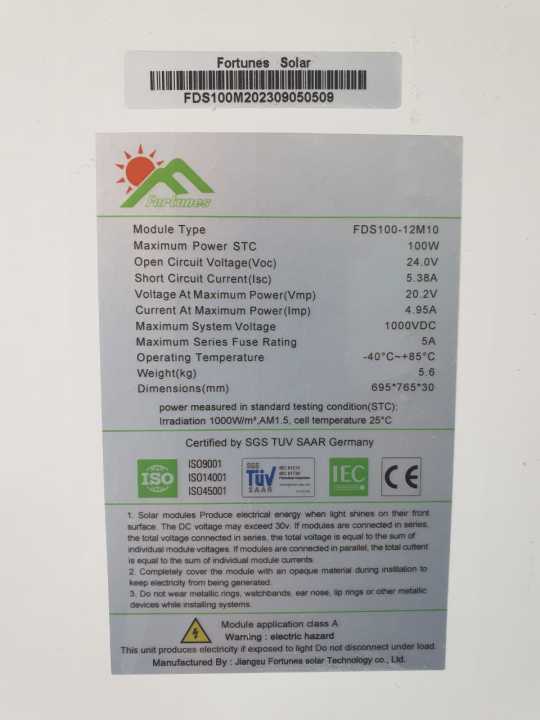 Fortunes Solar
FDS100M202309050509
Fortunes
Module Type FDS100-12M10
Maximum Power STC 100W
Open Circuit Voltage(Voc) 24.0V
Short Circuit Current(Isc) 5.38A
Voltage At Maximum Power(Vmp) 20.2V
Current At Maximum Power(Imp) 4.95A
Maximum System Voltage 1000VDC
Maximum Series Fuse Rating 5A
Operating Temperature -40°C~+85°C
Weight(kg) 5.6
Dimensions(mm) 695*765*30
power measured in standard testing condition(STC):
Irradiation 1000W/m²,AM1.5, cell temperature 25°C
Certified by SGS TUV SAAR Germany
ISO
ISO9001
ISO14001
ISO45001
SGS
TÜV
SAAR
IEC
CE
1. Solar modules Produce electrical energy when light shines on their front
surface. The DC voltage may exceed 30v. If modules are connected in series,
the total voltage connected in series, the total voltage is equal to the sum of
individual module voltages. If modules are connected in parallel, the total cuttent
is equal to the sum of individual module currents.
2. Completely cover the module with an opaque material during instllation to
keep electricity from being generated.
3. Do not wear metallic rings, watchbands, ear nose, lip rings or other metallic
devices while installing systems.
Module application class A
Warning : electric hazard
This unit produces electricity if exposed to light Do not disconnect under load.
Manufactured By : Jiangsu Fortunes solar Technology co., Ltd.